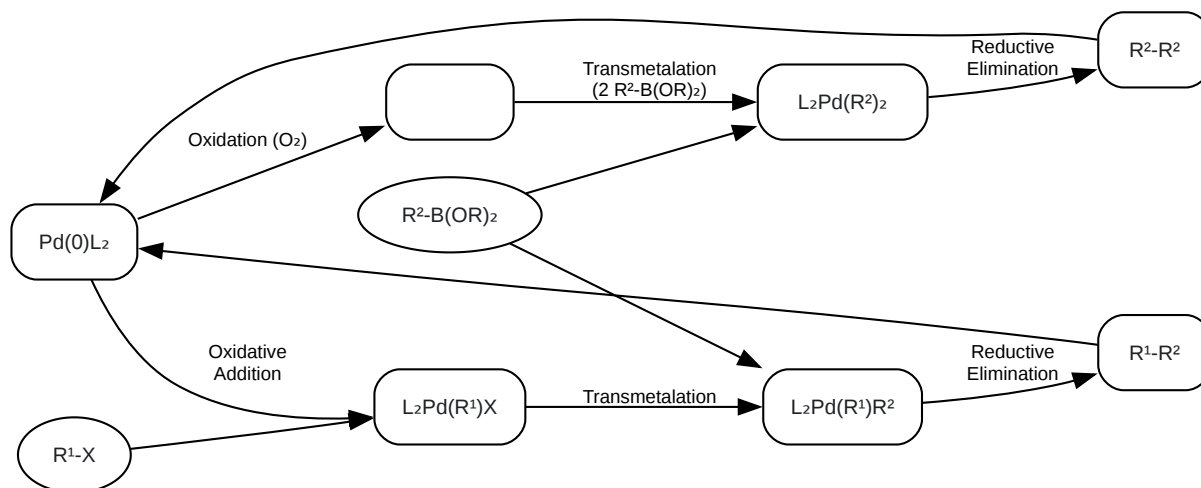 R²-R²
Reductive
Elimination
Transmetalation
(2 R²-B(OR)₂)
L₂Pd(R²)₂
Oxidation (O₂)
R²-B(OR)₂
Pd(0)L₂
R¹-R²
Oxidative
Addition
Reductive
Elimination
L₂Pd(R¹)X
Transmetalation
L₂Pd(R¹)R²
R¹-X